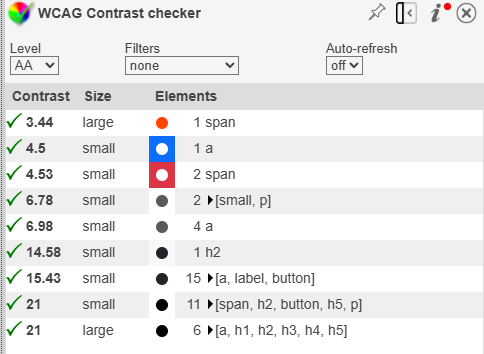 WCAG Contrast checker
Level Filters Auto-refresh
AA none off
Contrast Size Elements
3.44 large 1 span
4.5 small 1 a
4.53 small 2 span
6.78 small 2 [small, p]
6.98 small 4 a
14.58 small 1 h2
15.43 small 15 [a, label, button]
21 small 11 [span, h2, button, h5, p]
21 large 6 [a, h1, h2, h3, h4, h5]